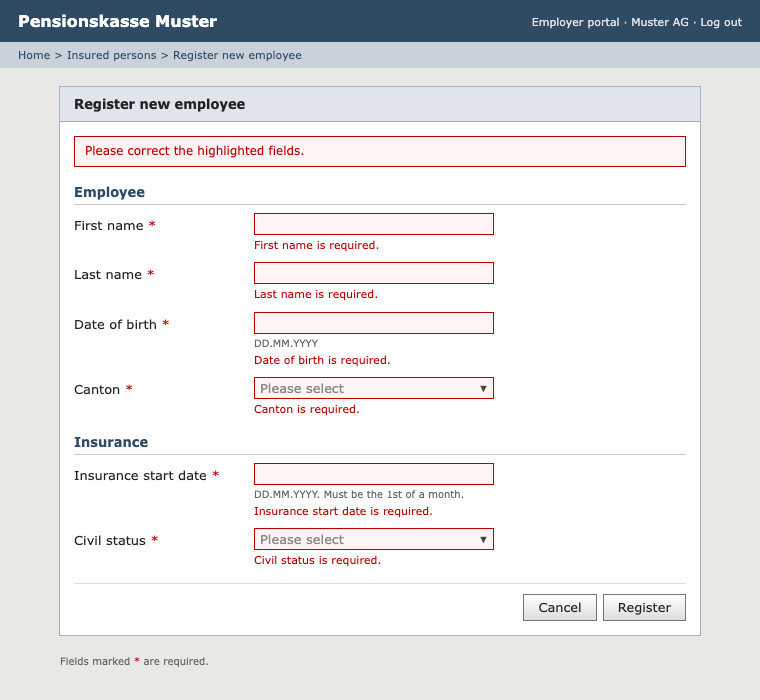 Pensionskasse Muster
Employer portal · Muster AG · Log out
Home > Insured persons > Register new employee
Register new employee
Please correct the highlighted fields.
Employee
First name *
First name is required.
Last name *
Last name is required.
Date of birth *
DD.MM.YYYY
Date of birth is required.
Canton *
Please select ▼
Canton is required.
Insurance
Insurance start date *
DD.MM.YYYY. Must be the 1st of a month.
Insurance start date is required.
Civil status *
Please select ▼
Civil status is required.
Cancel Register
Fields marked * are required.